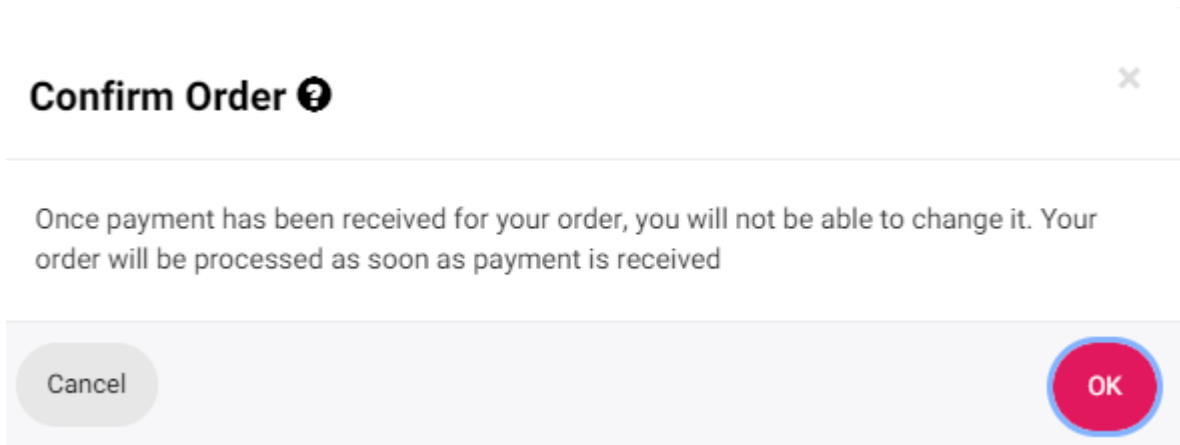 Confirm Order
Once payment has been received for your order, you will not be able to change it. Your
order will be processed as soon as payment is received
Cancel
OK